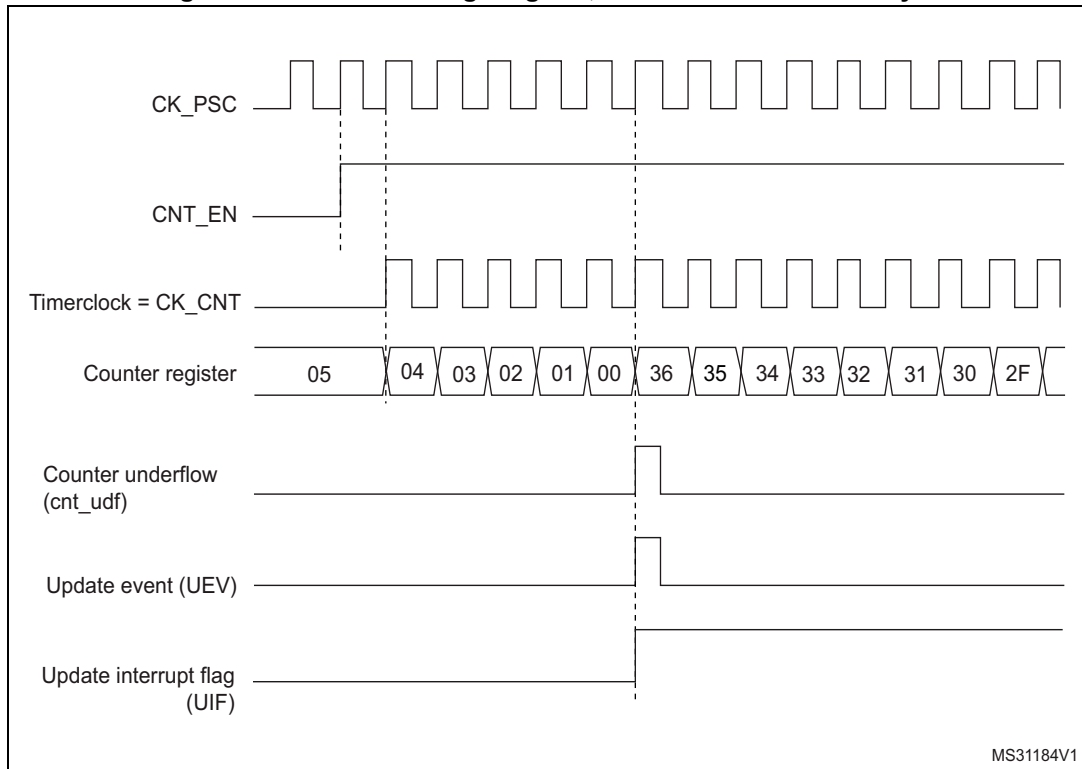 CK_PSC
CNT_EN
Timerclock = CK_CNT
Counter register 05 04 03 02 01 00 36 35 34 33 32 31 30 2F
Counter underflow
(cnt_udf)
Update event (UEV)
Update interrupt flag
(UIF)
MS31184V1